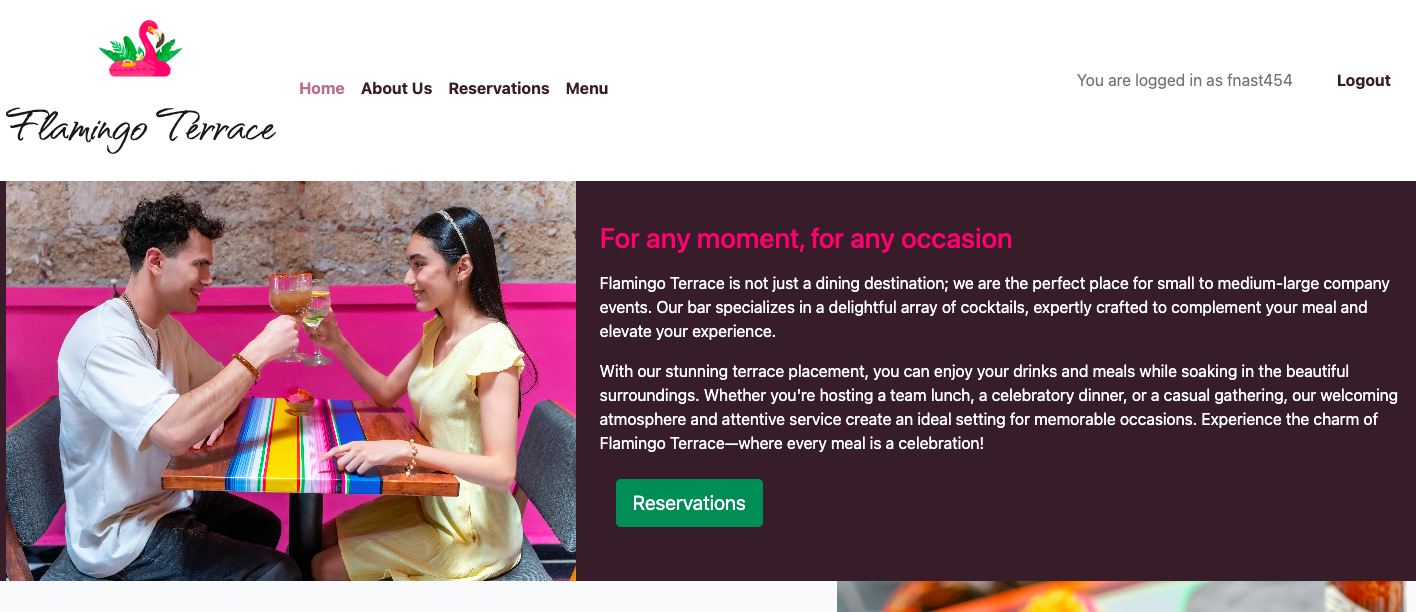 Flamingo Terrace
Home About Us Reservations Menu
You are logged in as fnast454 Logout
For any moment, for any occasion
Flamingo Terrace is not just a dining destination; we are the perfect place for small to medium-large company
events. Our bar specializes in a delightful array of cocktails, expertly crafted to complement your meal and
elevate your experience.
With our stunning terrace placement, you can enjoy your drinks and meals while soaking in the beautiful
surroundings. Whether you're hosting a team lunch, a celebratory dinner, or a casual gathering, our welcoming
atmosphere and attentive service create an ideal setting for memorable occasions. Experience the charm of
Flamingo Terrace—where every meal is a celebration!
Reservations